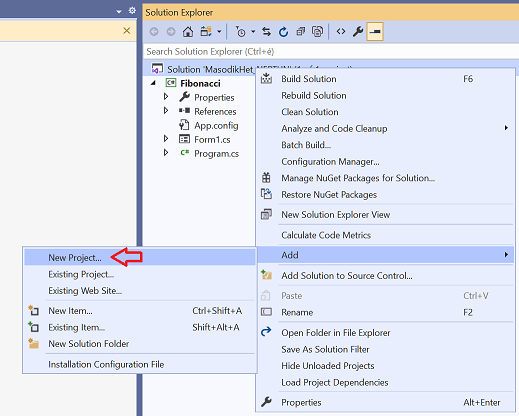 Solution Explorer
Search Solution Explorer (Ctrl+é)
Solution 'MasodikHet
Fibonacci
Properties
References
App.config
Form1.cs
Program.cs
Build Solution F6
Rebuild Solution
Clean Solution
Analyze and Code Cleanup
Batch Build...
Configuration Manager...
Manage NuGet Packages for Solution...
Restore NuGet Packages
New Solution Explorer View
Calculate Code Metrics
Add
Add Solution to Source Control...
Paste Ctrl+V
Rename F2
Open Folder in File Explorer
Save As Solution Filter
Hide Unloaded Projects
Load Project Dependencies
Properties Alt+Enter
New Project...
Existing Project...
Existing Web Site...
New Item... Ctrl+Shift+A
Existing Item... Shift+Alt+A
New Solution Folder
Installation Configuration File